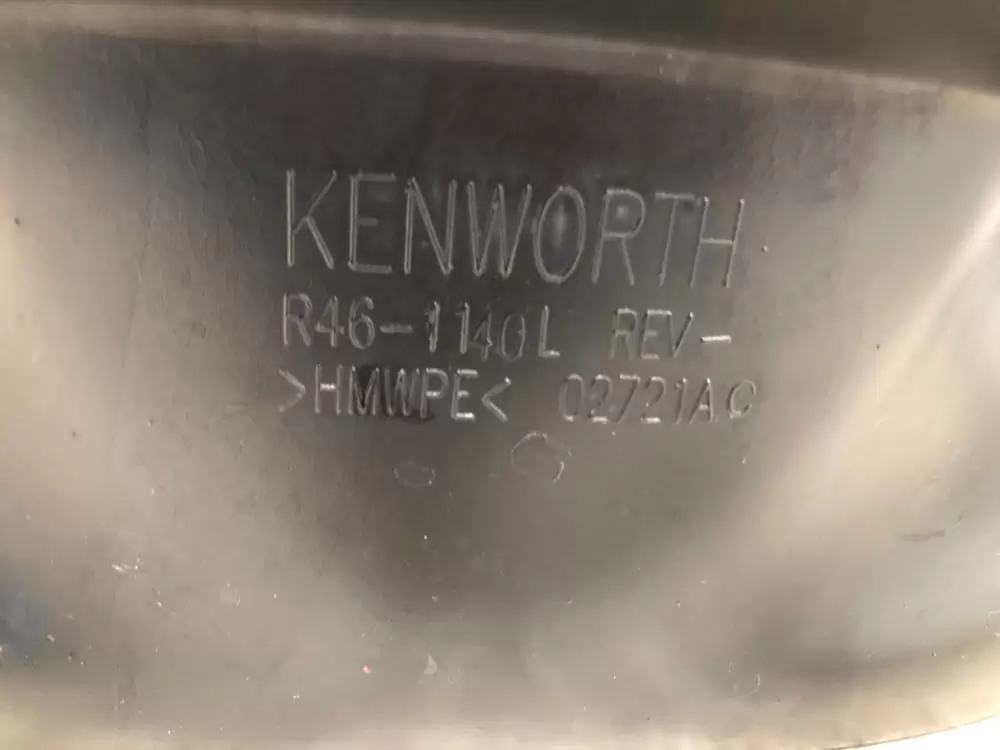 KENWORTH
R46-1140L REV-
>HMWPE< 02721AC